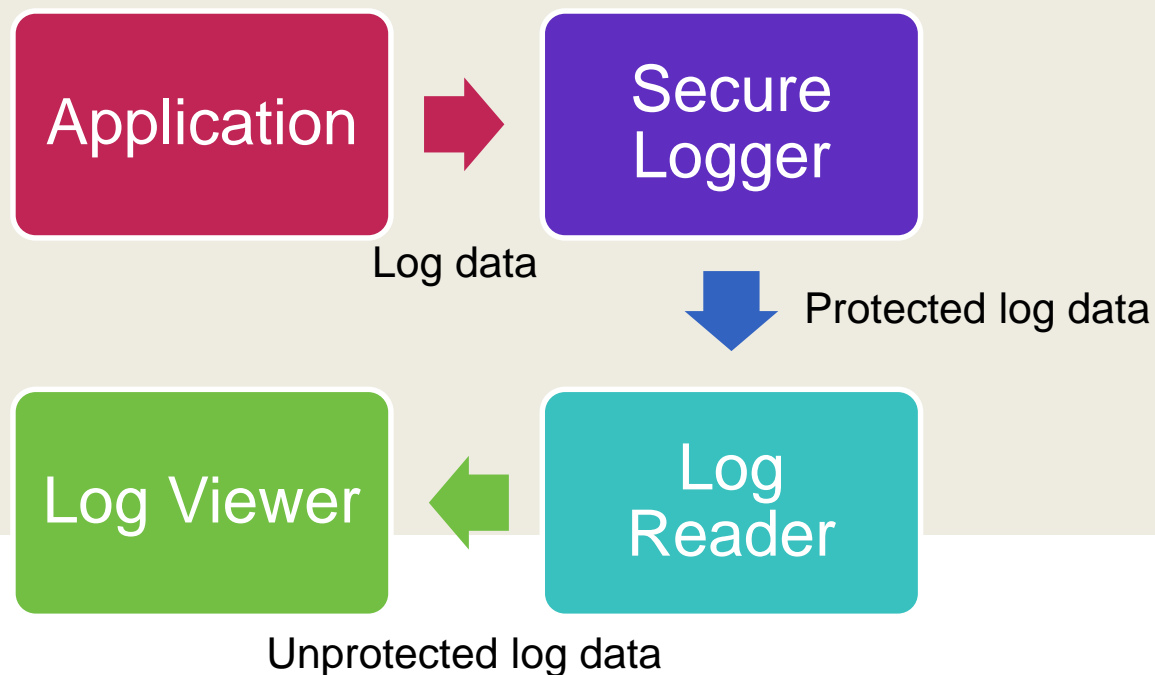 Application
Secure
Logger
Log data
Protected log data
Log Viewer
Log
Reader
Unprotected log data